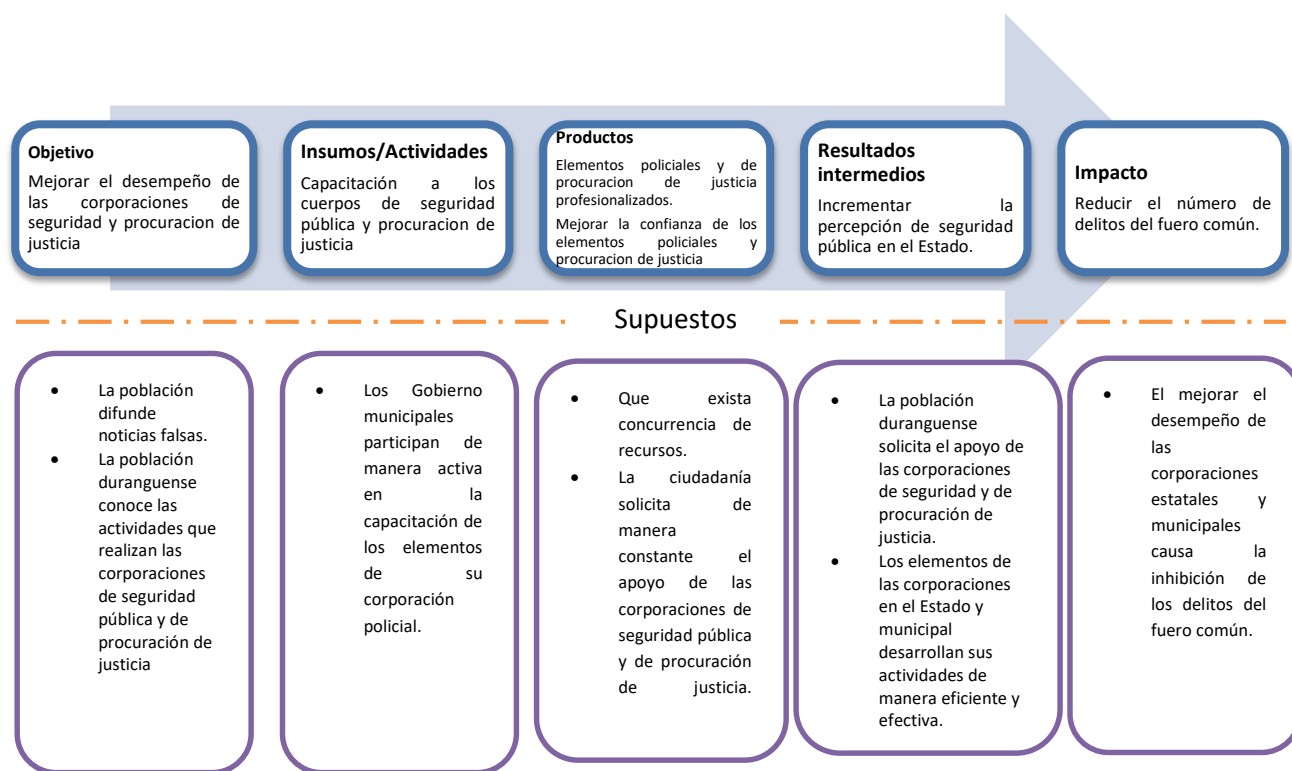 Objetivo
Mejorar el desempeño de
las corporaciones de
seguridad y procuracion de
justicia
Insumos/Actividades
Capacitación a los
cuerpos de seguridad
pública y procuracion de
justicia
Productos
Elementos policiales y de
procuracion de justicia
profesionalizados.
Mejorar la confianza de los
elementos policiales y
procuracion de justicia
Resultados
intermedios
Incrementar la
percepción de seguridad
pública en el Estado.
Impacto
Reducir el número de
delitos del fuero común.
Supuestos
• La población
difunde
noticias falsas.
• La población
duranguense
conoce las
actividades que
realizan las
corporaciones
de seguridad
pública y de
procuración de
justicia
• Los Gobierno
municipales
participan de
manera activa
en la
capacitación de
los elementos
de su
corporación
policial.
• Que exista
concurrencia de
recursos.
• La ciudadanía
solicita de
manera
constante el
apoyo de las
corporaciones de
seguridad pública
y de procuración
de justicia.
• La población
duranguense
solicita el apoyo de
las corporaciones
de seguridad y de
procuración de
justicia.
• Los elementos de
las corporaciones
en el Estado y
municipal
desarrollan sus
actividades de
manera eficiente y
efectiva.
• El mejorar el
desempeño de
las
corporaciones
estatales y
municipales
causa la
inhibición de
los delitos del
fuero común.